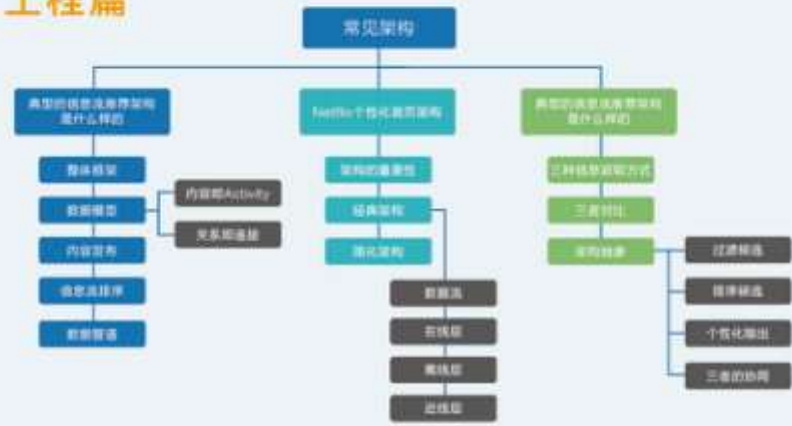 工程篇
常见架构
典型的信息流推荐架构
是什么样的
整体框架
数据模型
内容即Activity
关系即连接
内容发布
信息流排序
数据管道
Netflix个性化首页架构
架构的重要性
经典架构
简化架构
数据流
在线层
离线层
近线层
典型的信息流推荐架构
是什么样的
三种信息获取方式
三者对比
架构抽象
过滤候选
排序候选
个性化输出
三者的协同